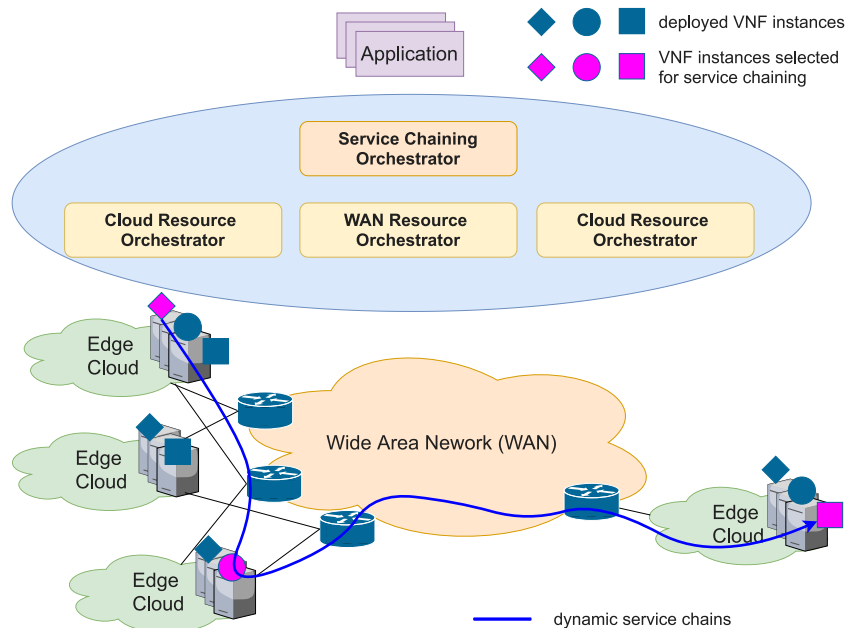 Application
deployed VNF instances
VNF instances selected
for service chaining
Service Chaining
Orchestrator
Cloud Resource
Orchestrator
WAN Resource
Orchestrator
Cloud Resource
Orchestrator
Edge
Cloud
Edge
Cloud
Wide Area Nework (WAN)
Edge
Cloud
Edge
Cloud
dynamic service chains